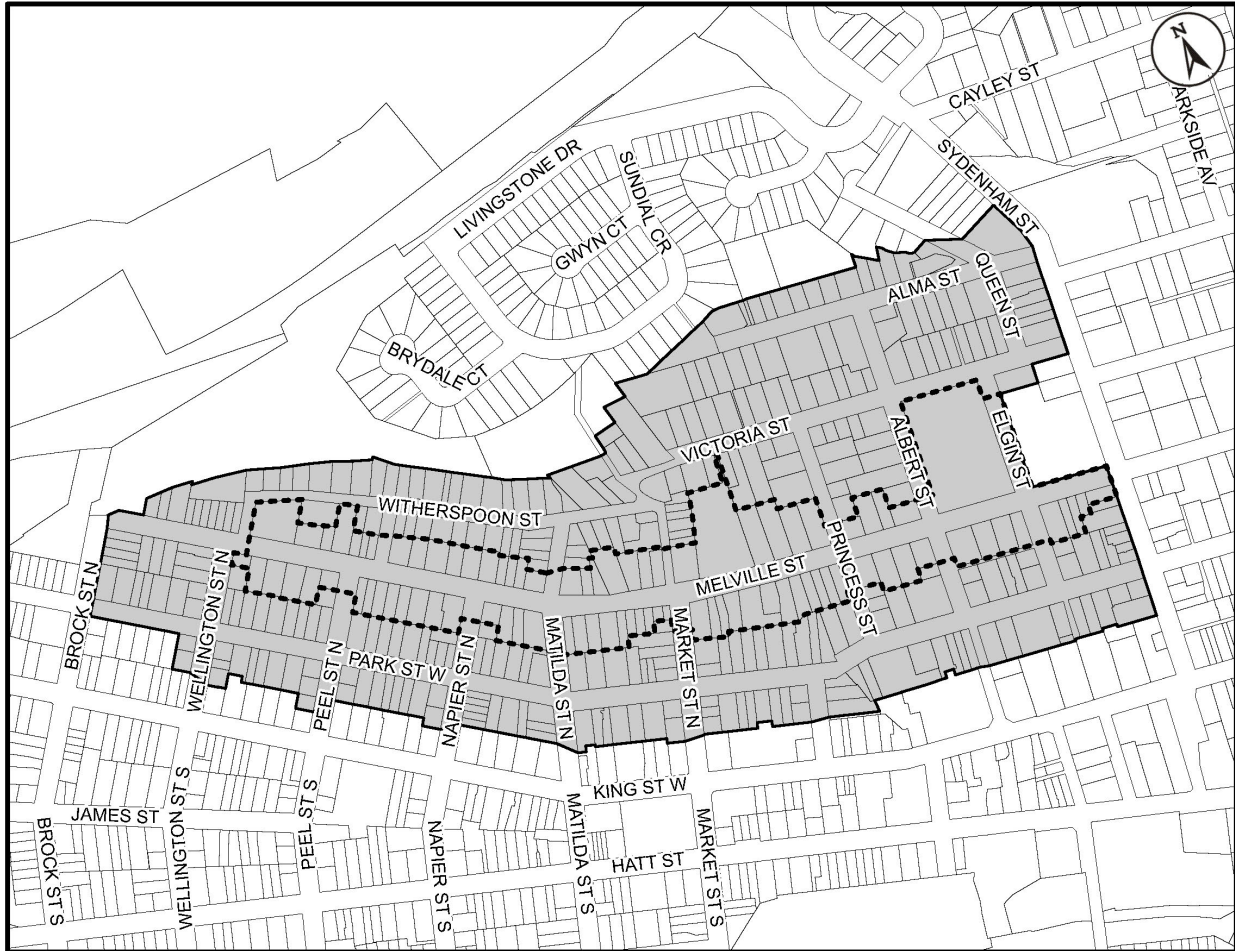 N
CAYLEY ST
ARKSIDE AV
SYDENHAM ST
LIVINGSTONE DR
SUNDIAL CR
GWYN CT
BRYDALE CT
ALMA ST
QUEEN ST
VICTORIA ST
ALBERT ST
ELGIN ST
WITHERSPOON ST
PRINCESS ST
MELVILLE ST
BROCK ST N
WELLINGTON ST N
PEEL ST N
PARK ST W
NAPIER ST N
MATILDA ST N
MARKET ST N
KING ST W
JAMES ST
BROCK ST S
WELLINGTON ST S
PEEL ST S
NAPIER ST S
MATILDA ST S
MARKET ST S
HATT ST